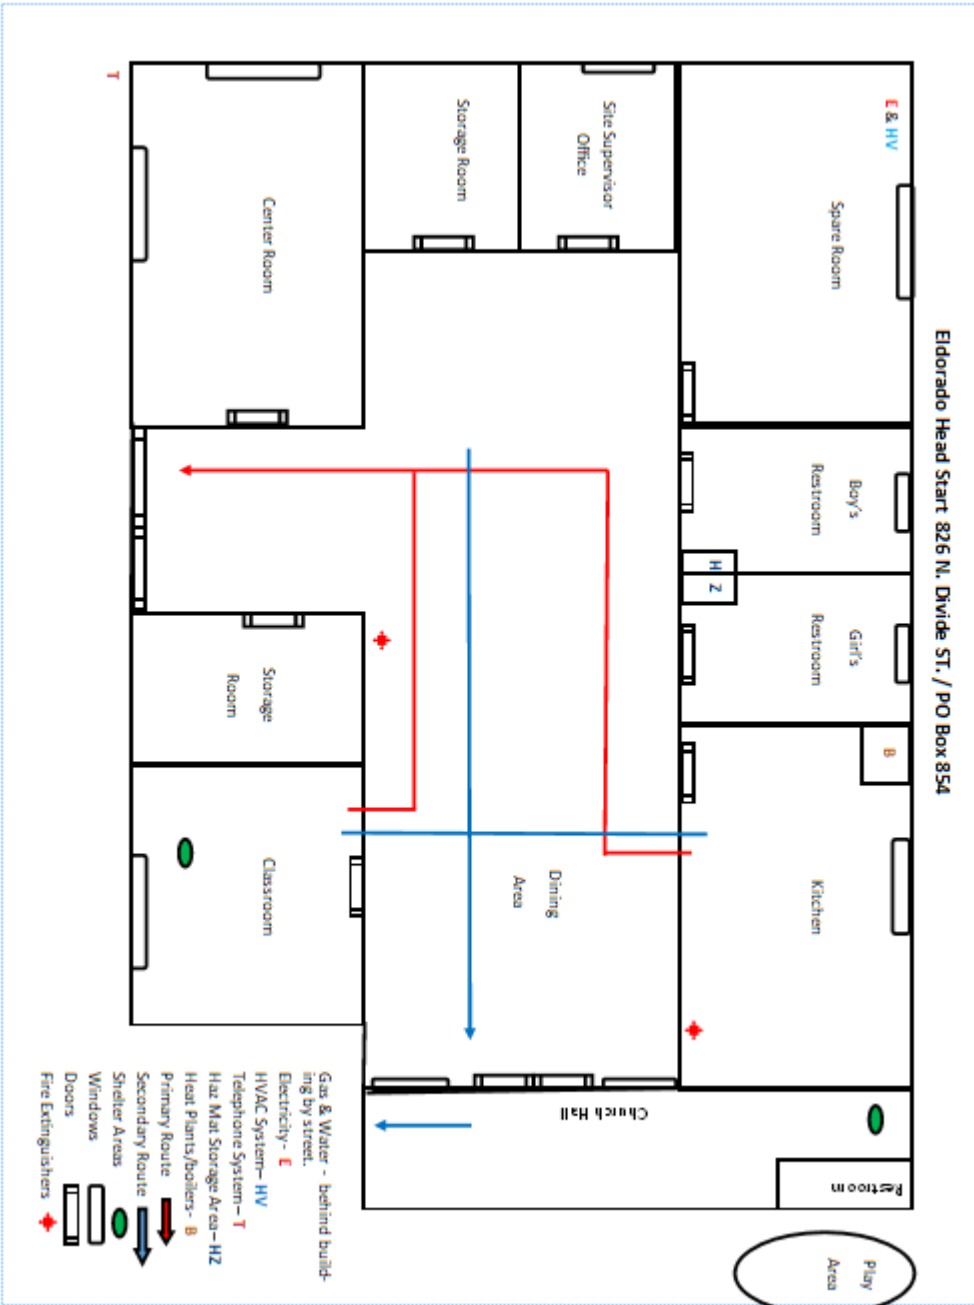 Eldorado Head Start 826 N. Divide ST. / PO Box 854
E & HV
Spare Room
Boy's
Restroom
Girl's
Restroom
H Z
B
Kitchen
Site Supervisor
Office
Storage Room
Dining
Area
Center Room
Storage
Room
Classroom
T
Church Hall
Restroom
Play
Area
Gas & Water - behind build-
ing by street.
Electricity- E
HVAC System- HV
Telephone System- T
Haz Mat Storage Area- HZ
Heat Plants/boilers- B
Primary Route
Secondary Route
Shelter Areas
Windows
Doors
Fire Extinguishers